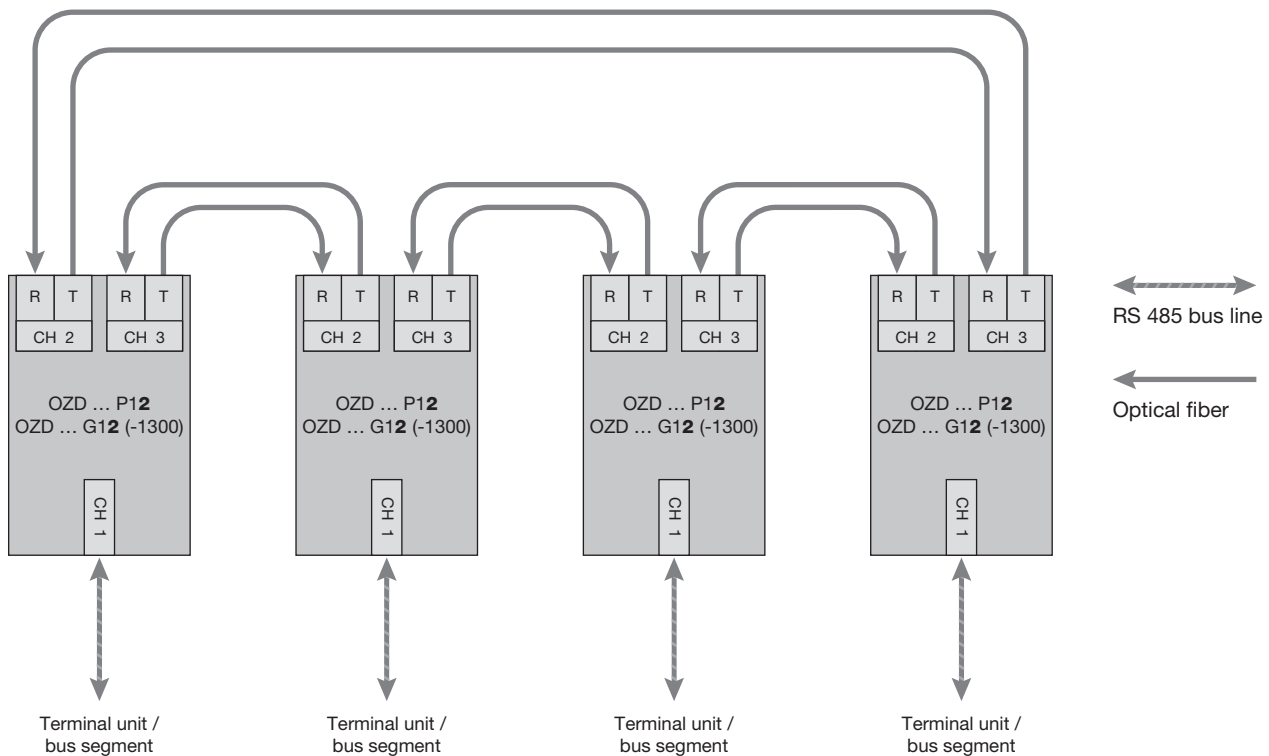 R T R T R T R T R T R T R T R T
CH 2 CH 3 CH 2 CH 3 CH 2 CH 3 CH 2 CH 3
RS 485 bus line
Optical fiber
OZD ... P12 OZD ... P12 OZD ... P12 OZD ... P12
OZD ... G12 (-1300) OZD ... G12 (-1300) OZD ... G12 (-1300) OZD ... G12 (-1300)
CH 1 CH 1 CH 1 CH 1
Terminal unit / Terminal unit / Terminal unit / Terminal unit /
bus segment bus segment bus segment bus segment